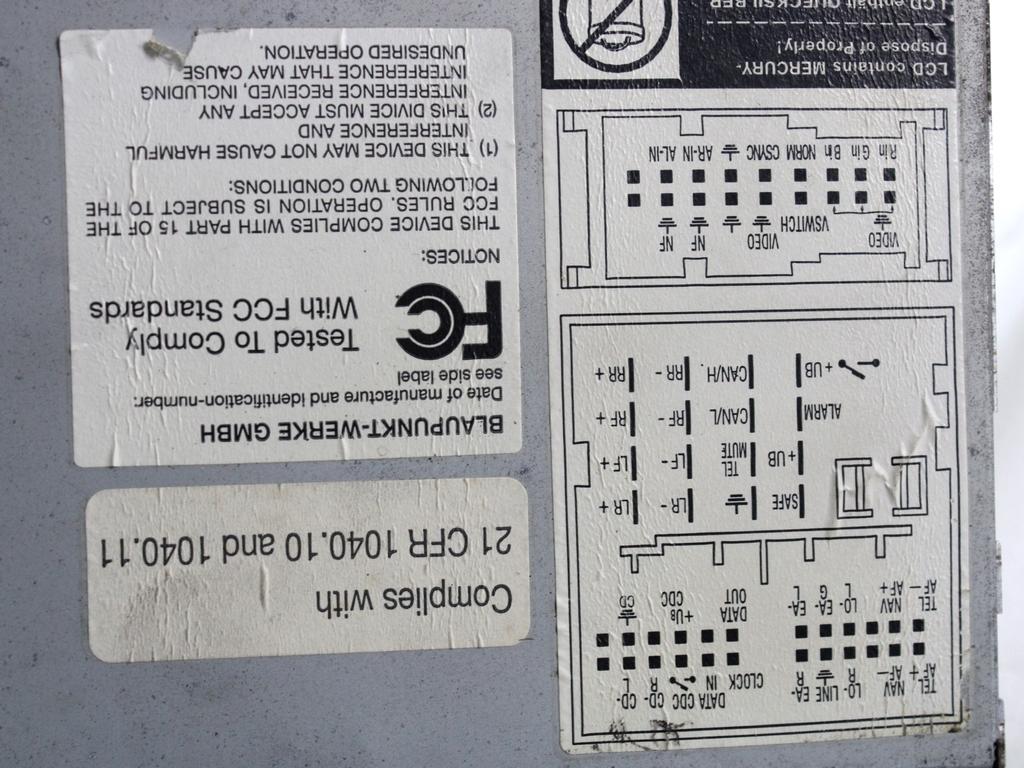 TEL NAV LO- LINE EA- DATA CDC CD- CD-
AF + AF – R R CLOCK IN R L
TEL NAV LO- EA- EA- DATA +UB
AF – AF + L G L OUT CDC CD
SAFE LR - LR +
+ UB TEL MUTE LF - LF +
ALARM CAN/L RF - RF +
+ UB CAN/H. RR - RR +
VIDEO VSWITCH VIDEO NF NF
R in G in B in NORM CSYNC AR-IN AL-IN
LCD contains MERCURY-
Dispose of Properly!
LCD enthält QUECKSILBER
Complies with
21 CFR 1040.10 and 1040.11
BLAUPUNKT-WERKE GMBH
Date of manufacture and identification-number:
see side label
FC Tested To Comply
With FCC Standards
NOTICES:
THIS DEVICE COMPLIES WITH PART 15 OF THE
FCC RULES. OPERATION IS SUBJECT TO THE
FOLLOWING TWO CONDITIONS:
(1) THIS DEVICE MAY NOT CAUSE HARMFUL
INTERFERENCE AND
(2) THIS DIVICE MUST ACCEPT ANY
INTERFERENCE RECEIVED, INCLUDING
INTERFERENCE THAT MAY CAUSE
UNDESIRED OPERATION.